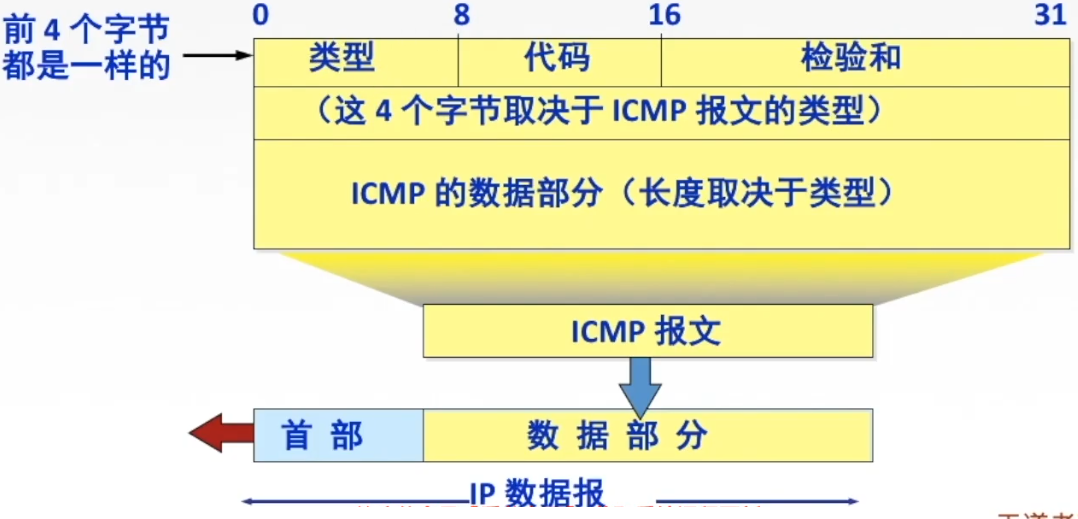 0 8 16 31
前 4 个字节
都是一样的
类型 代码 检验和
（这 4 个字节取决于 ICMP 报文的类型）
ICMP 的数据部分（长度取决于类型）
ICMP 报文
首 部 数 据 部 分
IP 数据报